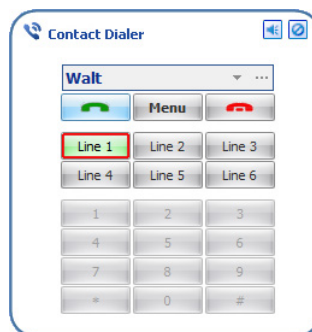 Contact Dialer
Walt
Menu
Line 1 Line 2 Line 3
Line 4 Line 5 Line 6
1 2 3
4 5 6
7 8 9
* 0 #